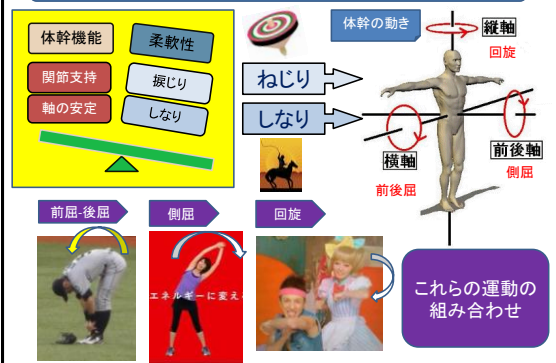 体幹機能
柔軟性
関節支持
捩じり
軸の安定
しなり
ねじり
しなり
体幹の動き
縦軸
回旋
横軸
前後屈
前後軸
側屈
前屈-後屈
側屈
回旋
エネルギーに変え
これらの運動の
組み合わせ